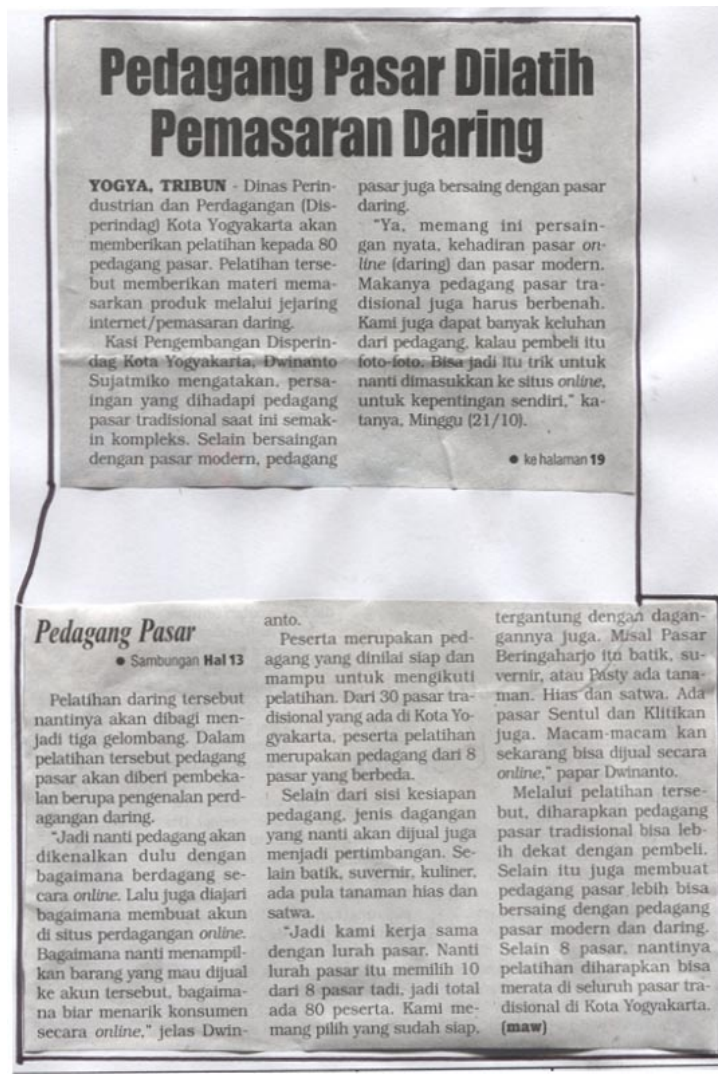 Pedagang Pasar Dilatih
Pemasaran Daring
YOGYA, TRIBUN - Dinas Perin-
dustrian dan Perdagangan (Dis-
perindag) Kota Yogyakarta akan
memberikan pelatihan kepada 80
pedagang pasar. Pelatihan terse-
but memberikan materi mema-
sarkan produk melalui jejaring
internet/pemasaran daring.
Kasi Pengembangan Disperin-
dag Kota Yogyakarta, Dwinanto
Sujatmiko mengatakan, persa-
ingan yang dihadapi pedagang
pasar tradisional saat ini semak-
in kompleks. Selain bersaingan
dengan pasar modern, pedagang
pasar juga bersaing dengan pasar
daring.
"Ya, memang ini persain-
gan nyata, kehadiran pasar on-
line (daring) dan pasar modern.
Makanya pedagang pasar tra-
disional juga harus berbenah.
Kami juga dapat banyak keluhan
dari pedagang, kalau pembeli itu
foto-foto. Bisa jadi itu trik untuk
nanti dimasukkan ke situs online,
untuk kepentingan sendiri," ka-
tanya, Minggu (21/10).
● ke halaman 19
Pedagang Pasar
● Sambungan Hal 13
Pelatihan daring tersebut
nantinya akan dibagi men-
jadi tiga gelombang. Dalam
pelatihan tersebut pedagang
pasar akan diberi pembeka-
lan berupa pengenalan perd-
agangan daring.
"Jadi nanti pedagang akan
dikenalkan dulu dengan
bagaimana berdagang se-
cara online. Lalu juga diajari
bagaimana membuat akun
di situs perdagangan online.
Bagaimana nanti menampil-
kan barang yang mau dijual
ke akun tersebut, bagaima-
na biar menarik konsumen
secara online," jelas Dwin-
anto.
Peserta merupakan ped-
agang yang dinilai siap dan
mampu untuk mengikuti
pelatihan. Dari 30 pasar tra-
disional yang ada di Kota Yo-
gyakarta, peserta pelatihan
merupakan pedagang dari 8
pasar yang berbeda.
Selain dari sisi kesiapan
pedagang, jenis dagangan
yang nanti akan dijual juga
menjadi pertimbangan. Se-
lain batik, suvernir, kuliner,
ada pula tanaman hias dan
satwa.
"Jadi kami kerja sama
dengan lurah pasar. Nanti
lurah pasar itu memilih 10
dari 8 pasar tadi, jadi total
ada 80 peserta. Kami me-
mang pilih yang sudah siap,
tergantung dengan dagan-
gannya juga. Misal Pasar
Beringaharjo itu batik, su-
vernir, atau Pasty ada tana-
man. Hias dan satwa. Ada
pasar Sentul dan Klitikan
juga. Macam-macam kan
sekarang bisa dijual secara
online," papar Dwinanto.
Melalui pelatihan terse-
but, diharapkan pedagang
pasar tradisional bisa leb-
ih dekat dengan pembeli.
Selain itu juga membuat
pedagang pasar lebih bisa
bersaing dengan pedagang
pasar modern dan daring.
Selain 8 pasar, nantinya
pelatihan diharapkan bisa
merata di seluruh pasar tra-
disional di Kota Yogyakarta.
(maw)